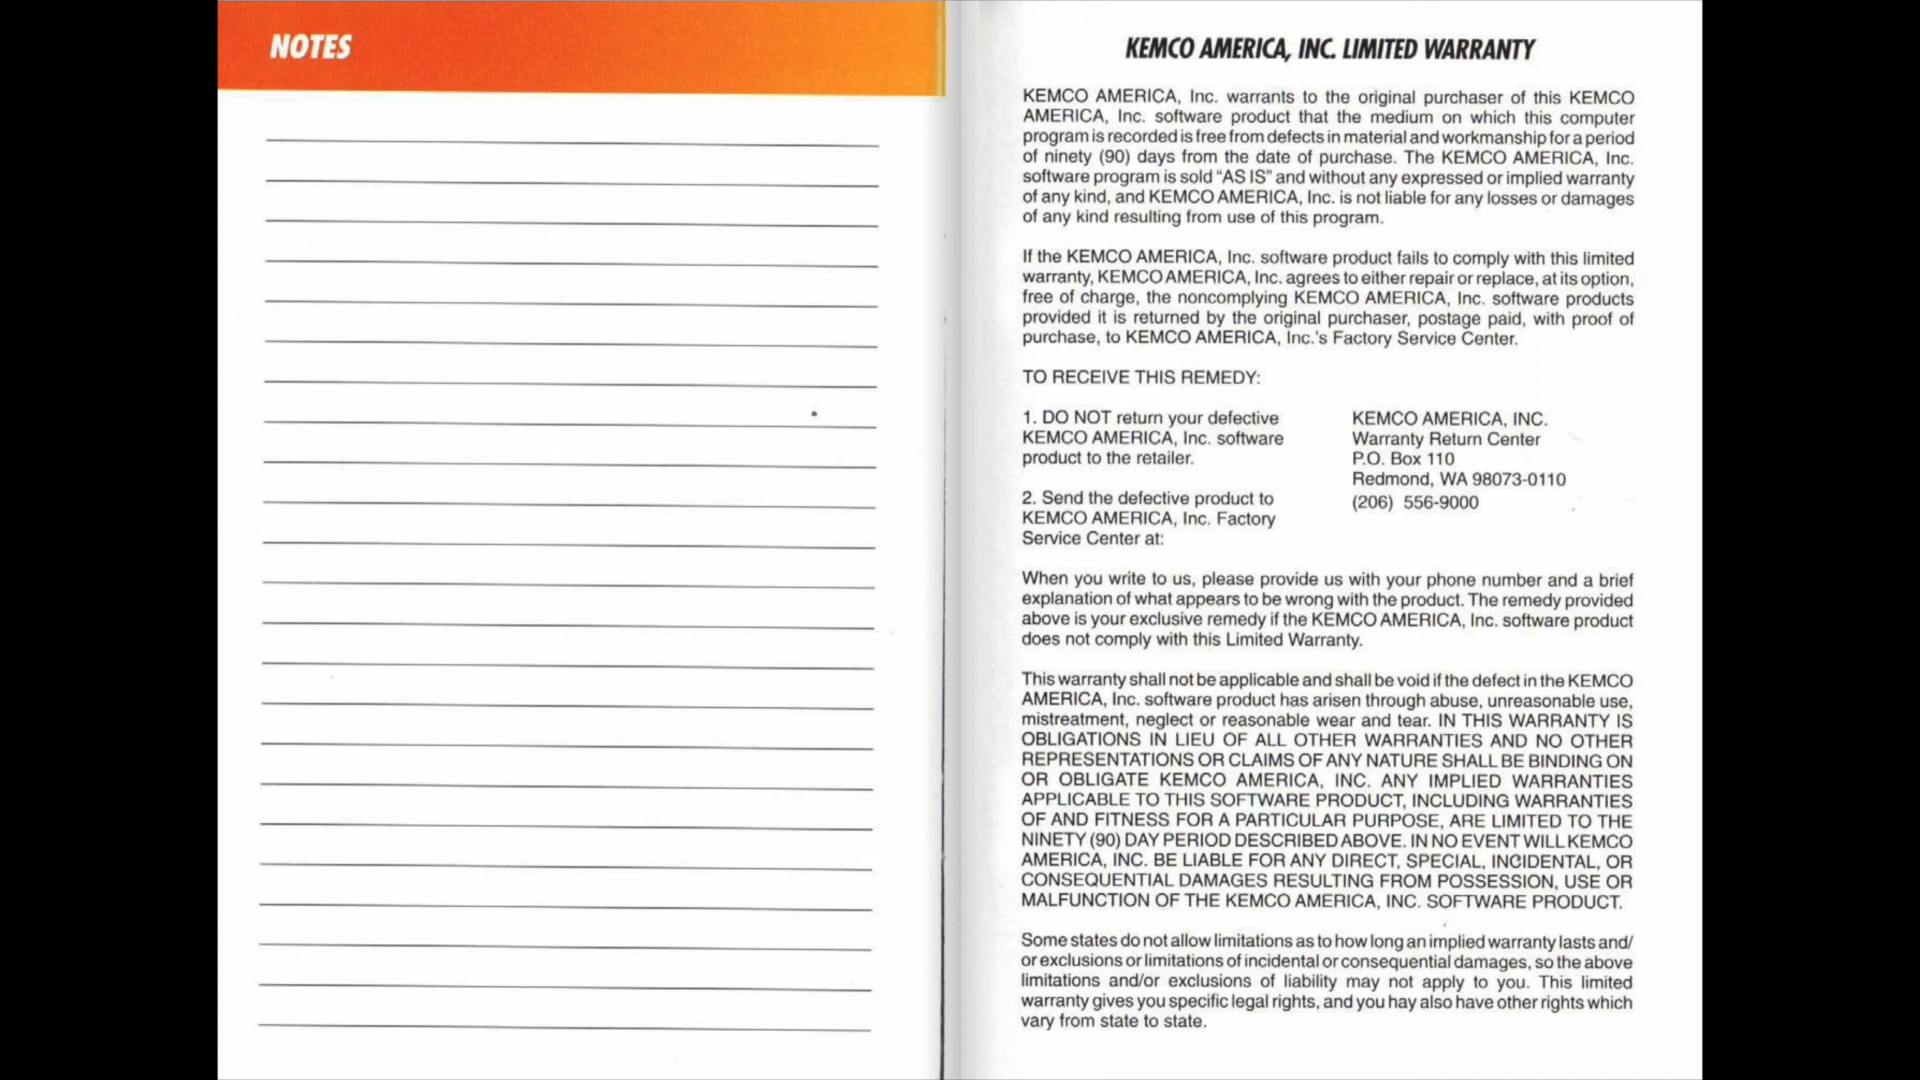 NOTES
KEMCO AMERICA, INC. LIMITED WARRANTY
KEMCO AMERICA, Inc. warrants to the original purchaser of this KEMCO
AMERICA, Inc. software product that the medium on which this computer
program is recorded is free from defects in material and workmanship for a period
of ninety (90) days from the date of purchase. The KEMCO AMERICA, Inc.
software program is sold “AS IS” and without any expressed or implied warranty
of any kind, and KEMCO AMERICA, Inc. is not liable for any losses or damages
of any kind resulting from use of this program.
If the KEMCO AMERICA, Inc. software product fails to comply with this limited
warranty, KEMCO AMERICA, Inc. agrees to either repair or replace, at its option,
free of charge, the noncomplying KEMCO AMERICA, Inc. software products
provided it is returned by the original purchaser, postage paid, with proof of
purchase, to KEMCO AMERICA, Inc.'s Factory Service Center.
TO RECEIVE THIS REMEDY:
1. DO NOT return your defective
KEMCO AMERICA, Inc. software
product to the retailer.
2. Send the defective product to
KEMCO AMERICA, Inc. Factory
Service Center at:
KEMCO AMERICA, INC.
Warranty Return Center
P.O. Box 110
Redmond, WA 98073-0110
(206) 556-9000
When you write to us, please provide us with your phone number and a brief
explanation of what appears to be wrong with the product. The remedy provided
above is your exclusive remedy if the KEMCO AMERICA, Inc. software product
does not comply with this Limited Warranty.
This warranty shall not be applicable and shall be void if the defect in the KEMCO
AMERICA, Inc. software product has arisen through abuse, unreasonable use,
mistreatment, neglect or reasonable wear and tear. IN THIS WARRANTY IS
OBLIGATIONS IN LIEU OF ALL OTHER WARRANTIES AND NO OTHER
REPRESENTATIONS OR CLAIMS OF ANY NATURE SHALL BE BINDING ON
OR OBLIGATE KEMCO AMERICA, INC. ANY IMPLIED WARRANTIES
APPLICABLE TO THIS SOFTWARE PRODUCT, INCLUDING WARRANTIES
OF AND FITNESS FOR A PARTICULAR PURPOSE, ARE LIMITED TO THE
NINETY (90) DAY PERIOD DESCRIBED ABOVE. IN NO EVENT WILL KEMCO
AMERICA, INC. BE LIABLE FOR ANY DIRECT, SPECIAL, INCIDENTAL, OR
CONSEQUENTIAL DAMAGES RESULTING FROM POSSESSION, USE OR
MALFUNCTION OF THE KEMCO AMERICA, INC. SOFTWARE PRODUCT.
Some states do not allow limitations as to how long an implied warranty lasts and/
or exclusions or limitations of incidental or consequential damages, so the above
limitations and/or exclusions of liability may not apply to you. This limited
warranty gives you specific legal rights, and you hay also have other rights which
vary from state to state.